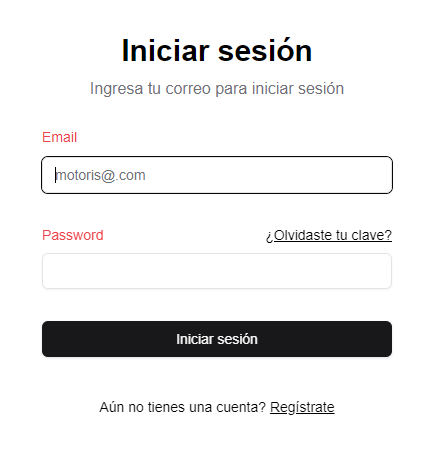 Iniciar sesión
Ingresa tu correo para iniciar sesión
Email
motoris@.com
Password ¿Olvidaste tu clave?
Iniciar sesión
Aún no tienes una cuenta? Regístrate